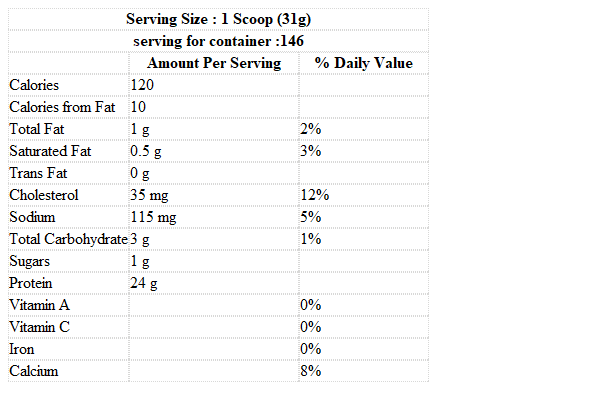 Serving Size : 1 Scoop (31g)
serving for container :146
Amount Per Serving % Daily Value
Calories 120
Calories from Fat 10
Total Fat 1 g 2%
Saturated Fat 0.5 g 3%
Trans Fat 0 g
Cholesterol 35 mg 12%
Sodium 115 mg 5%
Total Carbohydrate 3 g 1%
Sugars 1 g
Protein 24 g
Vitamin A 0%
Vitamin C 0%
Iron 0%
Calcium 8%